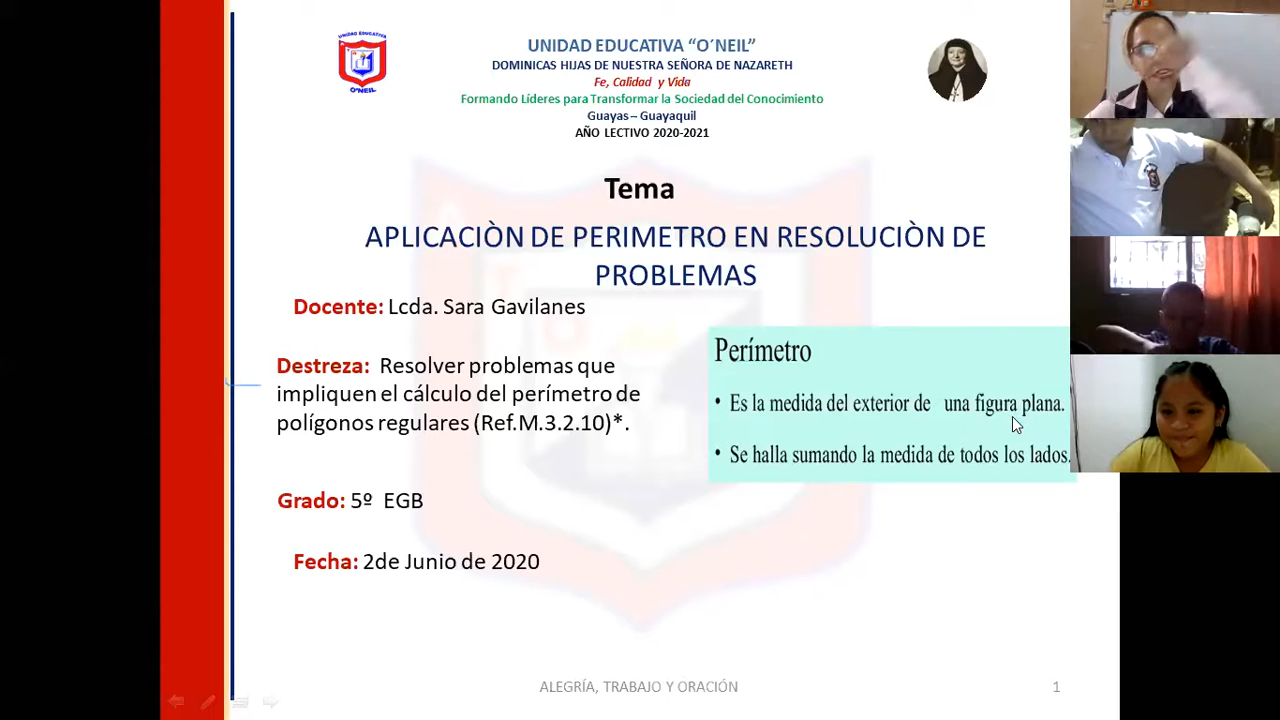 UNIDAD EDUCATIVA
O'NEIL
UNIDAD EDUCATIVA “O´NEIL”
DOMINICAS HIJAS DE NUESTRA SEÑORA DE NAZARETH
Fe, Calidad y Vida
Formando Líderes para Transformar la Sociedad del Conocimiento
Guayas – Guayaquil
AÑO LECTIVO 2020-2021
Tema
APLICACIÒN DE PERIMETRO EN RESOLUCIÒN DE
PROBLEMAS
Docente: Lcda. Sara Gavilanes
Destreza: Resolver problemas que
impliquen el cálculo del perímetro de
polígonos regulares (Ref.M.3.2.10)*.
Grado: 5º EGB
Fecha: 2de Junio de 2020
Perímetro
• Es la medida del exterior de una figura plana.
• Se halla sumando la medida de todos los lados.
ALEGRÍA, TRABAJO Y ORACIÓN
1